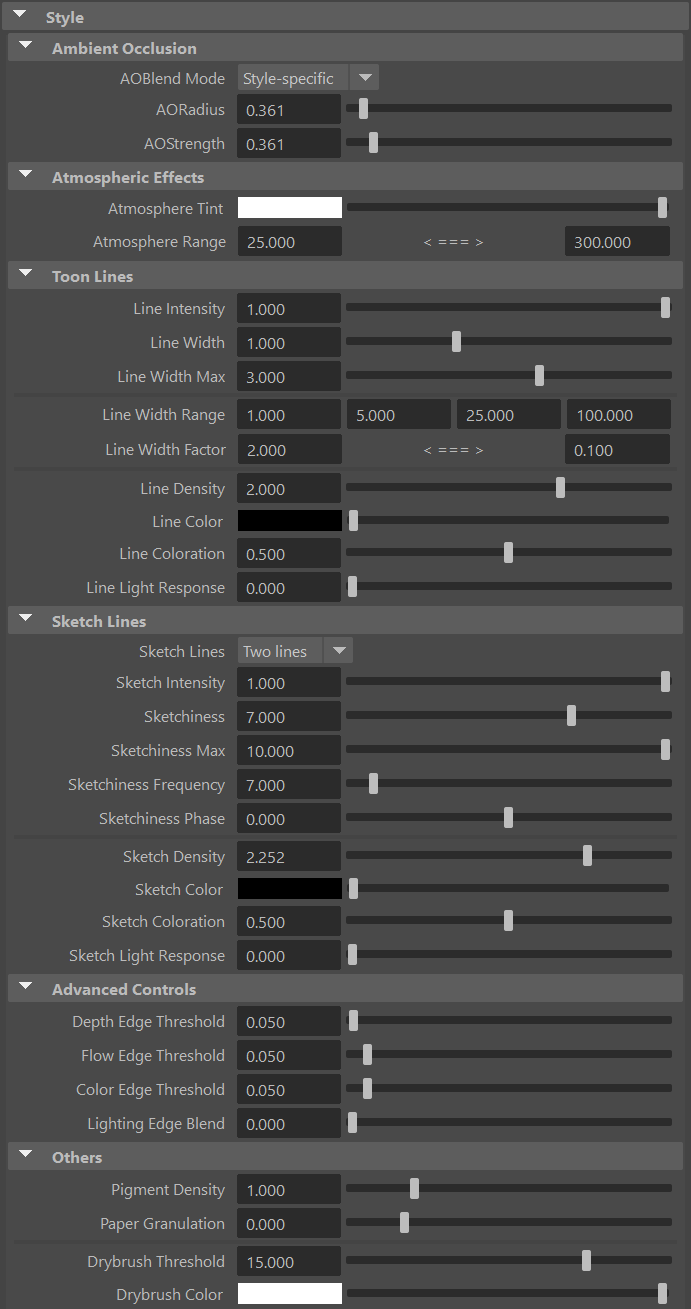 Style
Ambient Occlusion
AOBlend Mode Style-specific
AORadius 0.361
AOStrength 0.361
Atmospheric Effects
Atmosphere Tint
Atmosphere Range 25.000 < === > 300.000
Toon Lines
Line Intensity 1.000
Line Width 1.000
Line Width Max 3.000
Line Width Range 1.000 5.000 25.000 100.000
Line Width Factor 2.000 < === > 0.100
Line Density 2.000
Line Color
Line Coloration 0.500
Line Light Response 0.000
Sketch Lines
Sketch Lines Two lines
Sketch Intensity 1.000
Sketchiness 7.000
Sketchiness Max 10.000
Sketchiness Frequency 7.000
Sketchiness Phase 0.000
Sketch Density 2.252
Sketch Color
Sketch Coloration 0.500
Sketch Light Response 0.000
Advanced Controls
Depth Edge Threshold 0.050
Flow Edge Threshold 0.050
Color Edge Threshold 0.050
Lighting Edge Blend 0.000
Others
Pigment Density 1.000
Paper Granulation 0.000
Drybrush Threshold 15.000
Drybrush Color